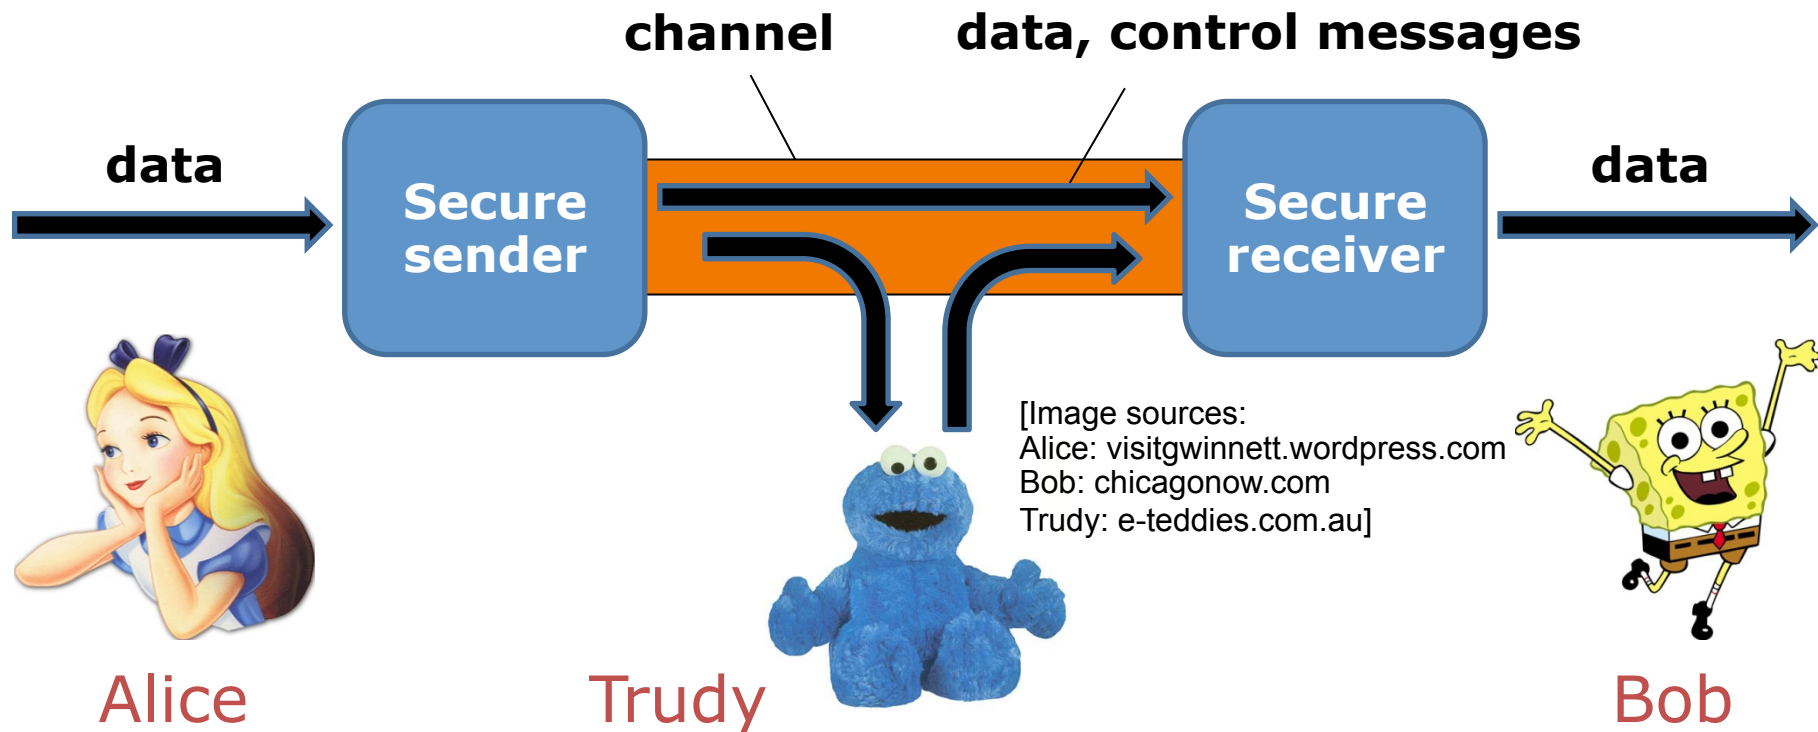 channel
data, control messages
data
Secure
sender
Secure
receiver
data
[Image sources:
Alice: visitgwinnett.wordpress.com
Bob: chicagonow.com
Trudy: e-teddies.com.au]
Alice
Trudy
Bob